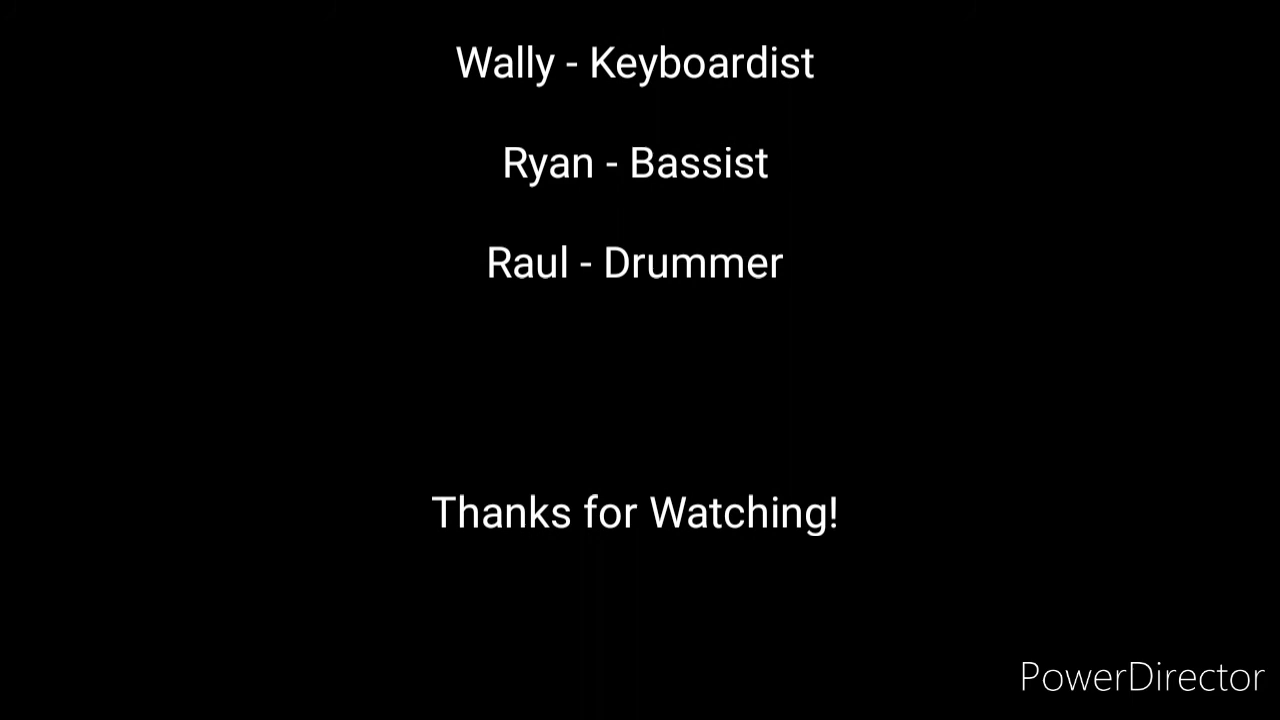 Wally - Keyboardist
Ryan - Bassist
Raul - Drummer
Thanks for Watching!
PowerDirector